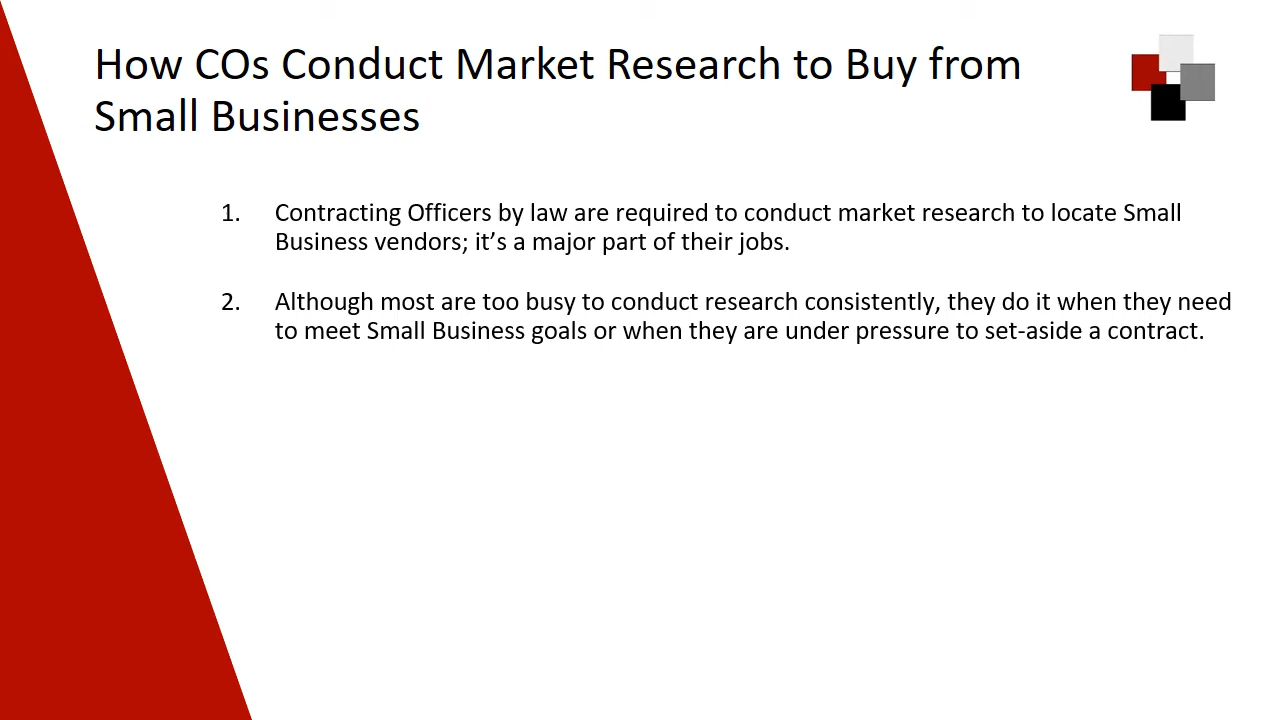 How COs Conduct Market Research to Buy from
Small Businesses
1. Contracting Officers by law are required to conduct market research to locate Small
Business vendors; it’s a major part of their jobs.
2. Although most are too busy to conduct research consistently, they do it when they need
to meet Small Business goals or when they are under pressure to set-aside a contract.